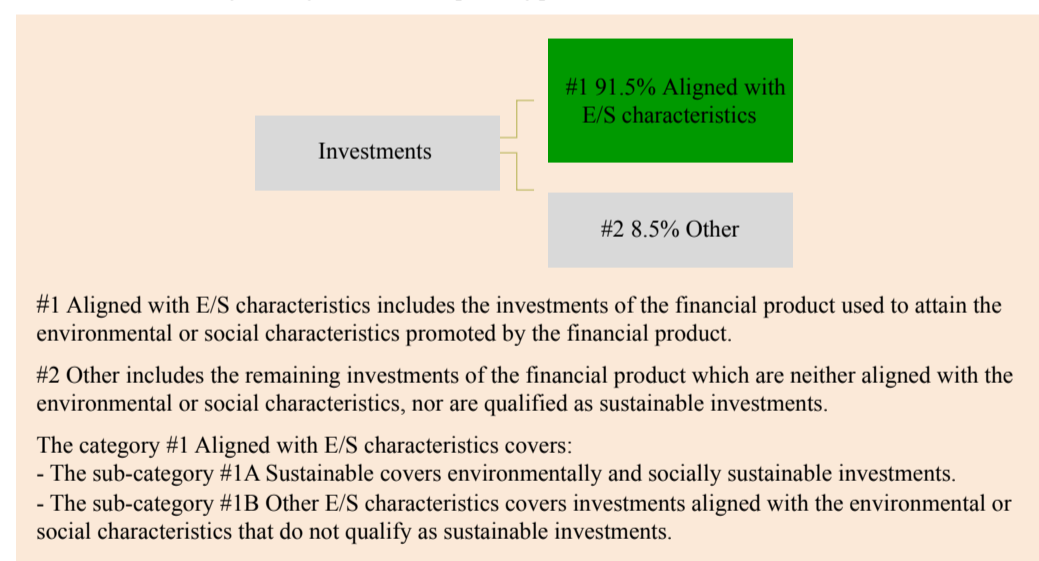 Investments
#1 91.5% Aligned with
E/S characteristics
#2 8.5% Other
#1 Aligned with E/S characteristics includes the investments of the financial product used to attain the
environmental or social characteristics promoted by the financial product.
#2 Other includes the remaining investments of the financial product which are neither aligned with the
environmental or social characteristics, nor are qualified as sustainable investments.
The category #1 Aligned with E/S characteristics covers:
- The sub-category #1A Sustainable covers environmentally and socially sustainable investments.
- The sub-category #1B Other E/S characteristics covers investments aligned with the environmental or
social characteristics that do not qualify as sustainable investments.